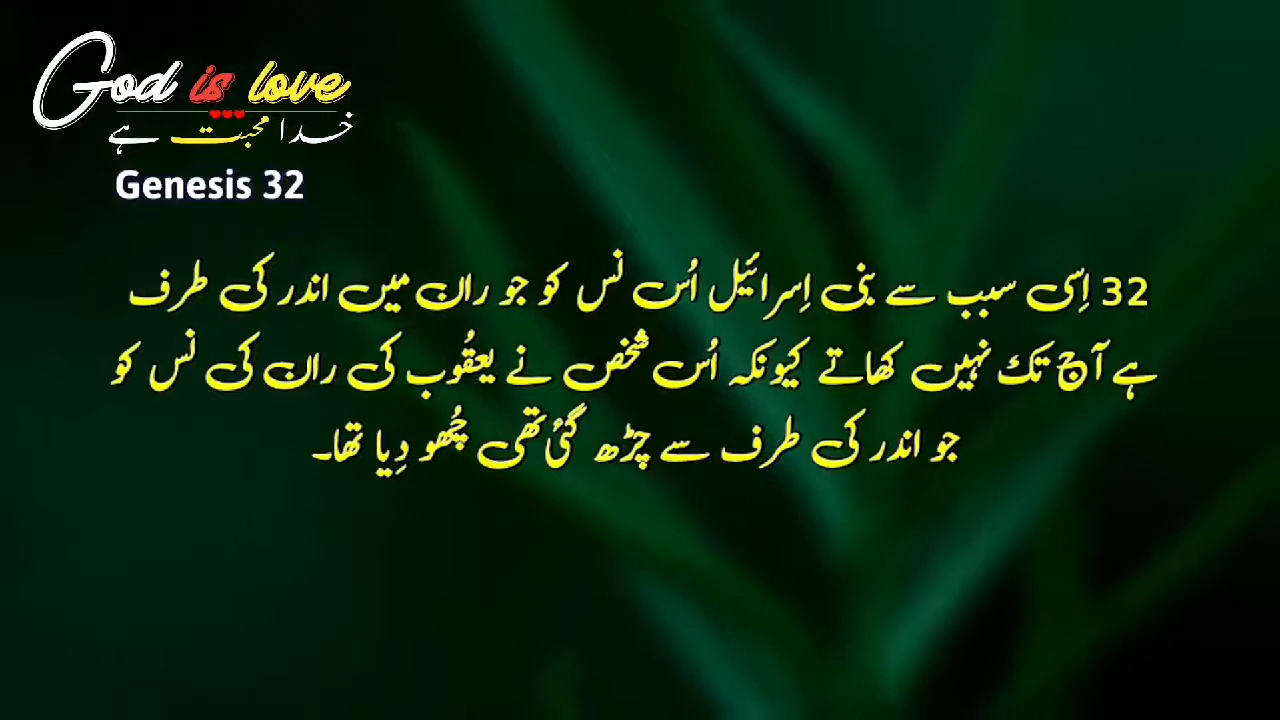 God is love
خدا محبت ہے
Genesis 32
32 اِسی سبب سے بنی اِسرائیل اُس نس کو جو ران میں اندر کی طرف
ہے آج تک نہیں کھاتے کیونکہ اُس شخص نے یعقُوب کی ران کی نس کو
جو اندر کی طرف سے چڑھ گئی تھی چُھو دِیا تھا۔